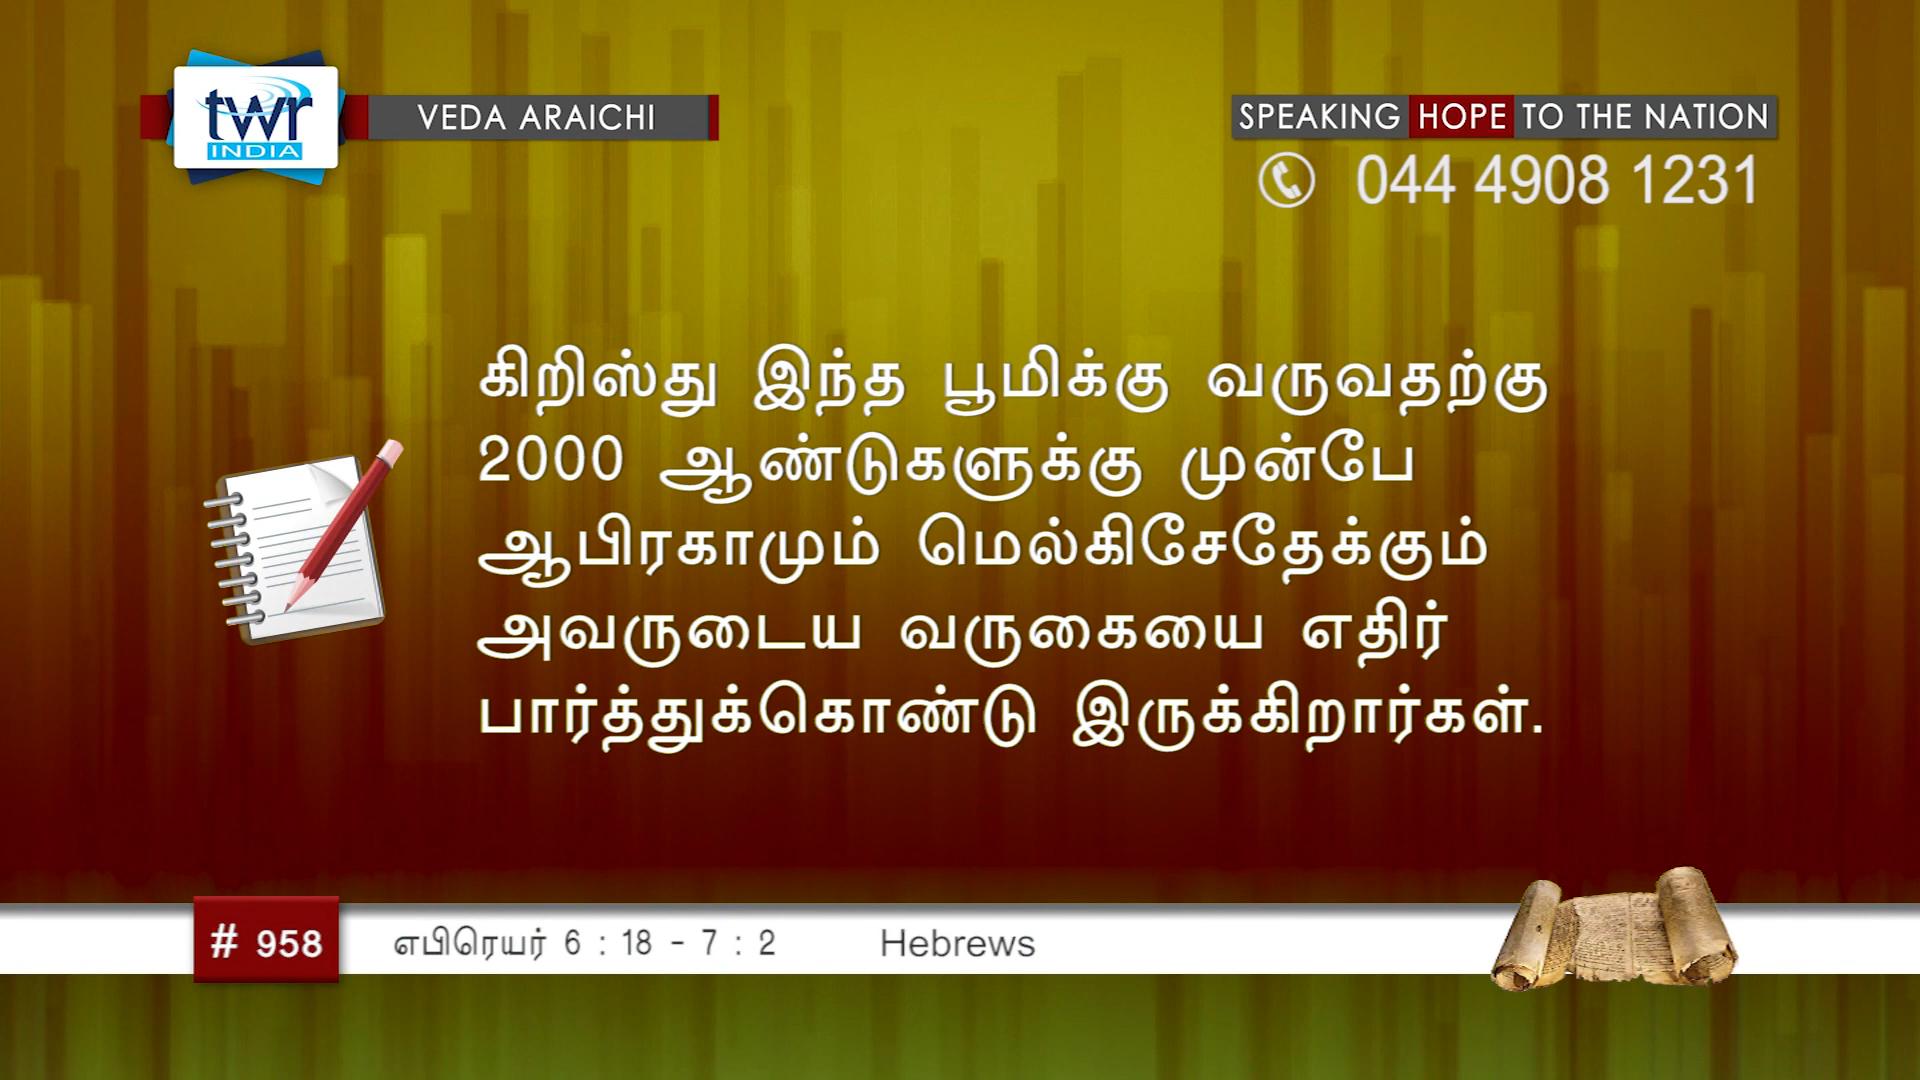 twr
INDIA
VEDA ARAICHI
SPEAKING HOPE TO THE NATION
044 4908 1231
கிறிஸ்து இந்த பூமிக்கு வருவதற்கு
2000 ஆண்டுகளுக்கு முன்பே
ஆபிரகாமும் மெல்கிசேதேக்கும்
அவருடைய வருகையை எதிர்
பார்த்துக்கொண்டு இருக்கிறார்கள்.
# 958
எபிரெயர் 6 : 18 - 7 : 2 Hebrews